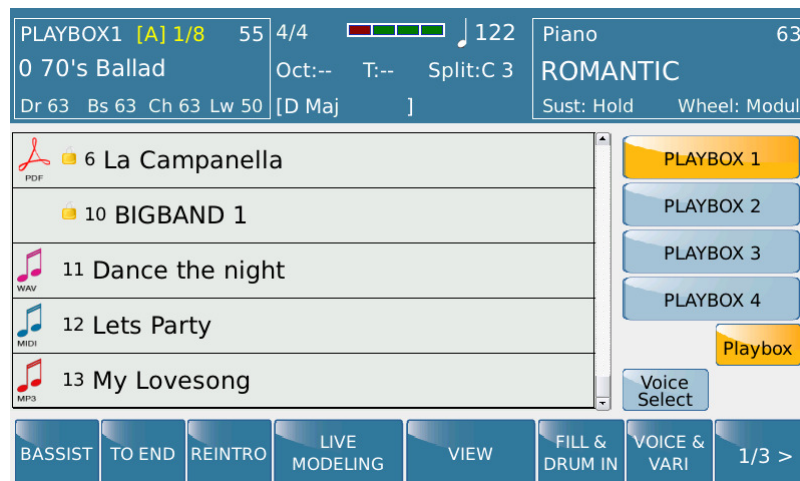 PLAYBOX1 [A] 1/8 55
0 70's Ballad
Dr 63 Bs 63 Ch 63 Lw 50
4/4 122
Oct:-- T:-- Split:C 3
[D Maj ]
Piano 63
ROMANTIC
Sust: Hold Wheel: Modul
PDF 6 La Campanella
10 BIGBAND 1
WAV 11 Dance the night
MIDI 12 Lets Party
MP3 13 My Lovesong
PLAYBOX 1
PLAYBOX 2
PLAYBOX 3
PLAYBOX 4
Playbox
Voice
Select
BASSIST
TO END
REINTRO
LIVE
MODELING
VIEW
FILL &
DRUM IN
VOICE &
VARI
1/3 >